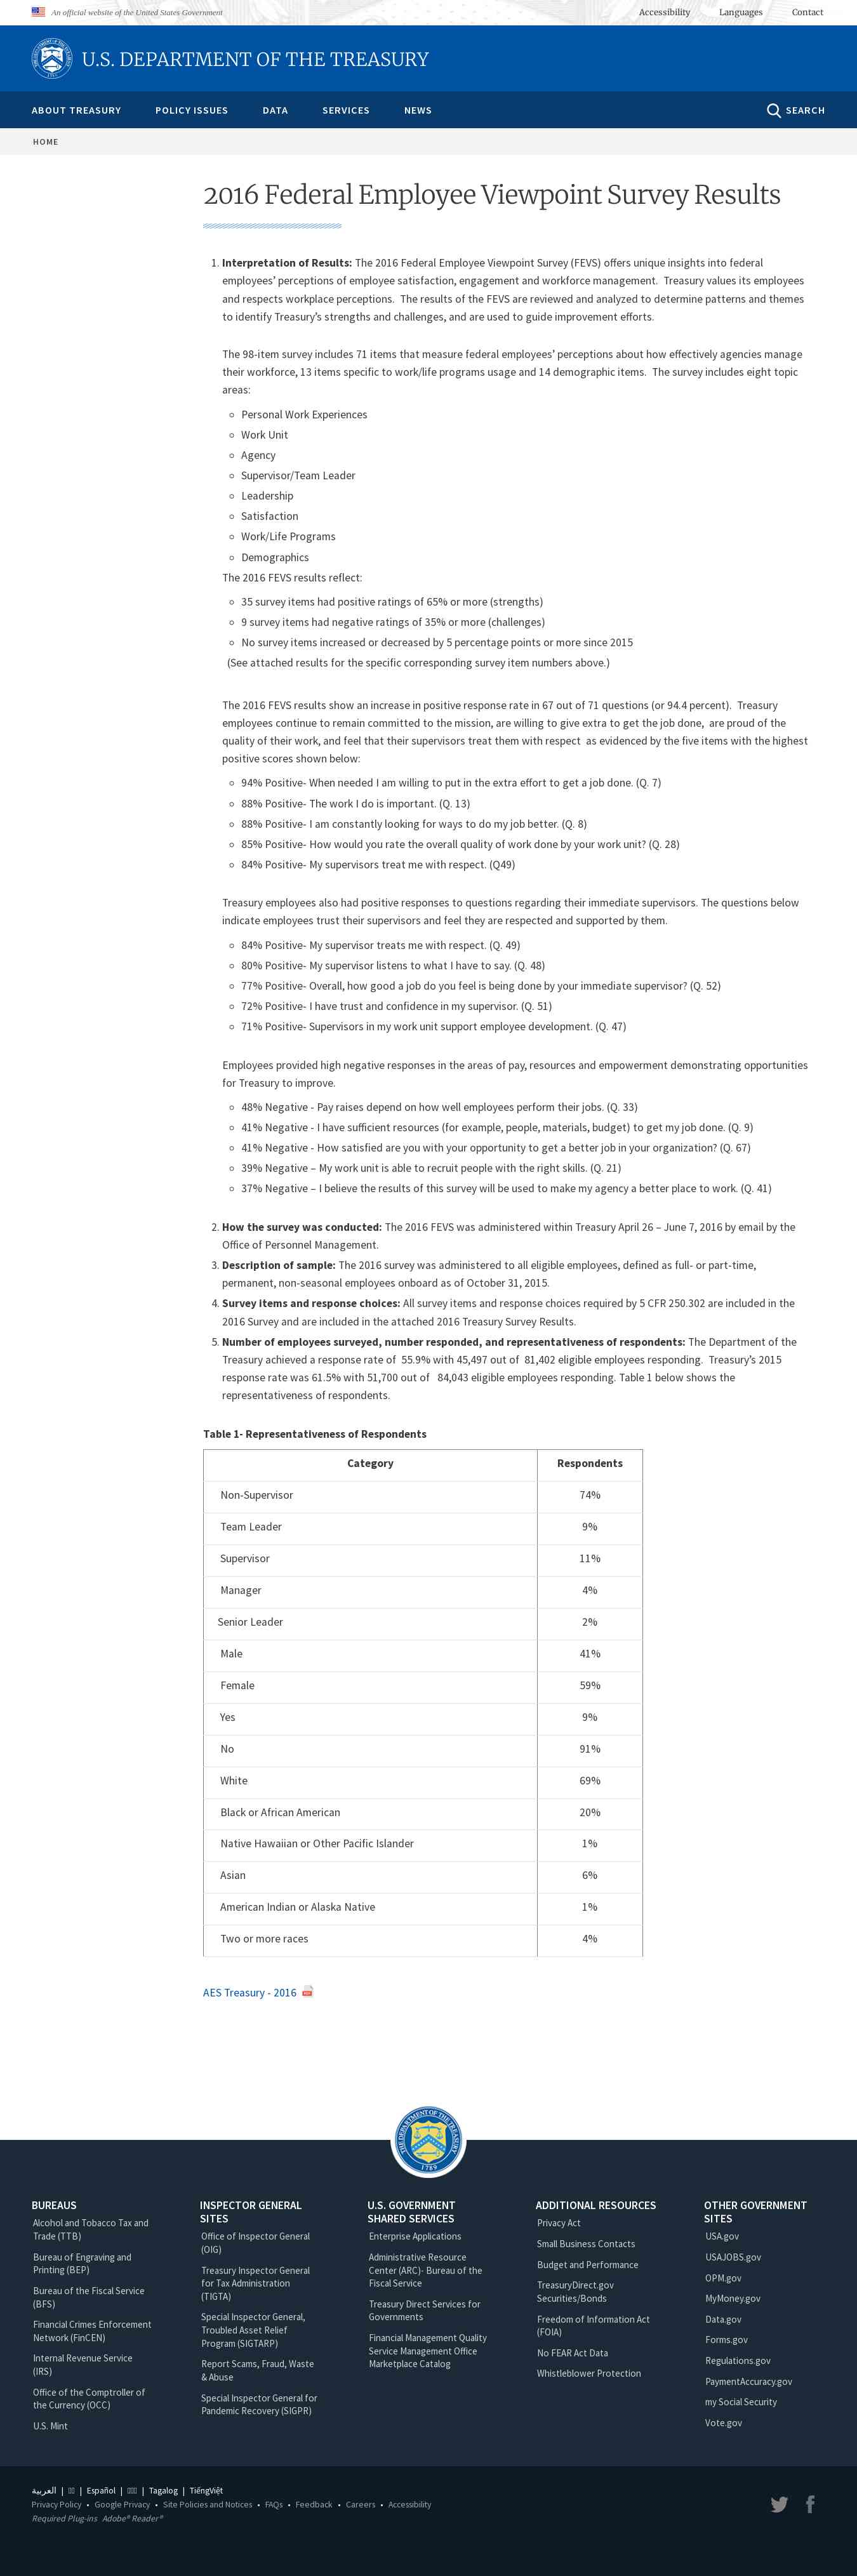 An official website of the United States Government
Accessibility Languages Contact
U.S. DEPARTMENT OF THE TREASURY
ABOUT TREASURY POLICY ISSUES DATA SERVICES NEWS SEARCH
HOME
2016 Federal Employee Viewpoint Survey Results
1. Interpretation of Results: The 2016 Federal Employee Viewpoint Survey (FEVS) offers unique insights into federal
employees’ perceptions of employee satisfaction, engagement and workforce management.  Treasury values its employees
and respects workplace perceptions.  The results of the FEVS are reviewed and analyzed to determine patterns and themes
to identify Treasury’s strengths and challenges, and are used to guide improvement efforts.
The 98-item survey includes 71 items that measure federal employees’ perceptions about how effectively agencies manage
their workforce, 13 items specific to work/life programs usage and 14 demographic items.  The survey includes eight topic
areas:
Personal Work Experiences
Work Unit
Agency
Supervisor/Team Leader
Leadership
Satisfaction
Work/Life Programs
Demographics
The 2016 FEVS results reflect:
35 survey items had positive ratings of 65% or more (strengths)
9 survey items had negative ratings of 35% or more (challenges)
No survey items increased or decreased by 5 percentage points or more since 2015
(See attached results for the specific corresponding survey item numbers above.)
The 2016 FEVS results show an increase in positive response rate in 67 out of 71 questions (or 94.4 percent).  Treasury
employees continue to remain committed to the mission, are willing to give extra to get the job done,  are proud of the
quality of their work, and feel that their supervisors treat them with respect  as evidenced by the five items with the highest
positive scores shown below:
94% Positive- When needed I am willing to put in the extra effort to get a job done. (Q. 7)
88% Positive- The work I do is important. (Q. 13)
88% Positive- I am constantly looking for ways to do my job better. (Q. 8)
85% Positive- How would you rate the overall quality of work done by your work unit? (Q. 28)
84% Positive- My supervisors treat me with respect. (Q49)
Treasury employees also had positive responses to questions regarding their immediate supervisors. The questions below
indicate employees trust their supervisors and feel they are respected and supported by them.
84% Positive- My supervisor treats me with respect. (Q. 49)
80% Positive- My supervisor listens to what I have to say. (Q. 48)
77% Positive- Overall, how good a job do you feel is being done by your immediate supervisor? (Q. 52)
72% Positive- I have trust and confidence in my supervisor. (Q. 51)
71% Positive- Supervisors in my work unit support employee development. (Q. 47)
Employees provided high negative responses in the areas of pay, resources and empowerment demonstrating opportunities
for Treasury to improve.
48% Negative - Pay raises depend on how well employees perform their jobs. (Q. 33)
41% Negative - I have sufficient resources (for example, people, materials, budget) to get my job done. (Q. 9)
41% Negative - How satisfied are you with your opportunity to get a better job in your organization? (Q. 67)
39% Negative – My work unit is able to recruit people with the right skills. (Q. 21)
37% Negative – I believe the results of this survey will be used to make my agency a better place to work. (Q. 41)
2. How the survey was conducted: The 2016 FEVS was administered within Treasury April 26 – June 7, 2016 by email by the
Office of Personnel Management.
3. Description of sample: The 2016 survey was administered to all eligible employees, defined as full- or part-time,
permanent, non-seasonal employees onboard as of October 31, 2015.
4. Survey items and response choices: All survey items and response choices required by 5 CFR 250.302 are included in the
2016 Survey and are included in the attached 2016 Treasury Survey Results.
5. Number of employees surveyed, number responded, and representativeness of respondents: The Department of the
Treasury achieved a response rate of  55.9% with 45,497 out of  81,402 eligible employees responding.  Treasury’s 2015
response rate was 61.5% with 51,700 out of   84,043 eligible employees responding. Table 1 below shows the
representativeness of respondents.
Table 1- Representativeness of Respondents
Category Respondents
Non-Supervisor 74%
Team Leader 9%
Supervisor 11%
Manager 4%
Senior Leader 2%
Male 41%
Female 59%
Yes 9%
No 91%
White 69%
Black or African American 20%
Native Hawaiian or Other Pacific Islander 1%
Asian 6%
American Indian or Alaska Native 1%
Two or more races 4%
AES Treasury - 2016
THE DEPARTMENT OF THE TREASURY 1789
BUREAUS
Alcohol and Tobacco Tax and
Trade (TTB)
Bureau of Engraving and
Printing (BEP)
Bureau of the Fiscal Service
(BFS)
Financial Crimes Enforcement
Network (FinCEN)
Internal Revenue Service
(IRS)
Office of the Comptroller of
the Currency (OCC)
U.S. Mint
INSPECTOR GENERAL
SITES
Office of Inspector General
(OIG)
Treasury Inspector General
for Tax Administration
(TIGTA)
Special Inspector General,
Troubled Asset Relief
Program (SIGTARP)
Report Scams, Fraud, Waste
& Abuse
Special Inspector General for
Pandemic Recovery (SIGPR)
U.S. GOVERNMENT
SHARED SERVICES
Enterprise Applications
Administrative Resource
Center (ARC)- Bureau of the
Fiscal Service
Treasury Direct Services for
Governments
Financial Management Quality
Service Management Office
Marketplace Catalog
ADDITIONAL RESOURCES
Privacy Act
Small Business Contacts
Budget and Performance
TreasuryDirect.gov
Securities/Bonds
Freedom of Information Act
(FOIA)
No FEAR Act Data
Whistleblower Protection
OTHER GOVERNMENT
SITES
USA.gov
USAJOBS.gov
OPM.gov
MyMoney.gov
Data.gov
Forms.gov
Regulations.gov
PaymentAccuracy.gov
my Social Security
Vote.gov
العربية | | Español | | Tagalog | TiếngViệt
Privacy Policy • Google Privacy • Site Policies and Notices • FAQs • Feedback • Careers • Accessibility
Required Plug-ins Adobe® Reader®